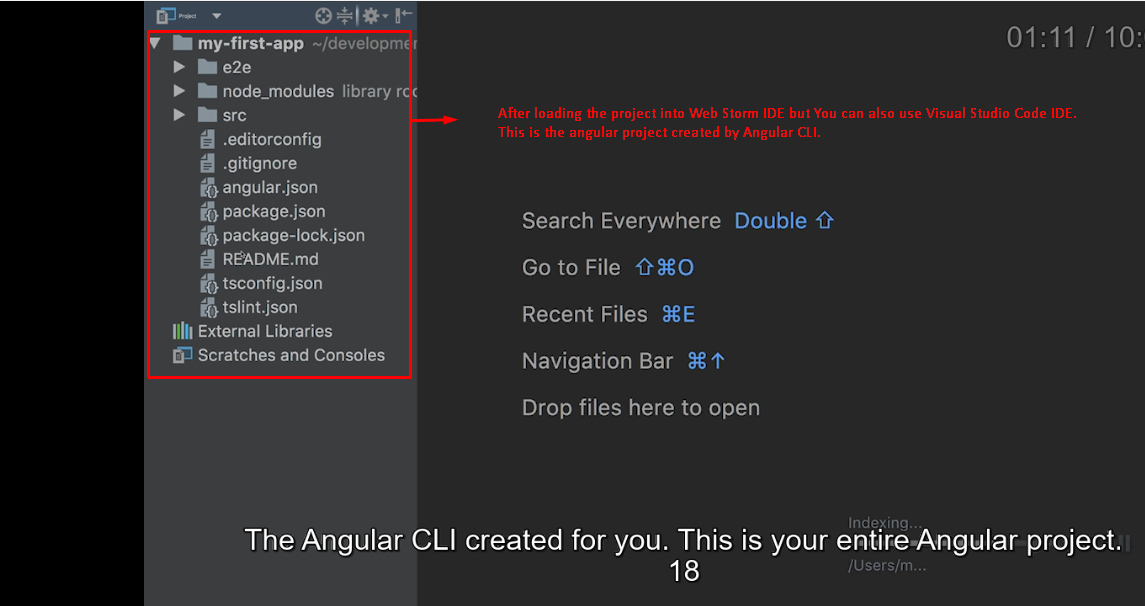 Project
my-first-app ~/developmen
e2e
node_modules library roo
src
.editorconfig
.gitignore
angular.json
package.json
package-lock.json
README.md
tsconfig.json
tslint.json
External Libraries
Scratches and Consoles
01:11 / 10:
After loading the project into Web Storm IDE but You can also use Visual Studio Code IDE.
This is the angular project created by Angular CLI.
Search Everywhere Double ⇧
Go to File ⇧⌘O
Recent Files ⌘E
Navigation Bar ⌘↑
Drop files here to open
Indexing...
/Users/m...
The Angular CLI created for you. This is your entire Angular project.
18